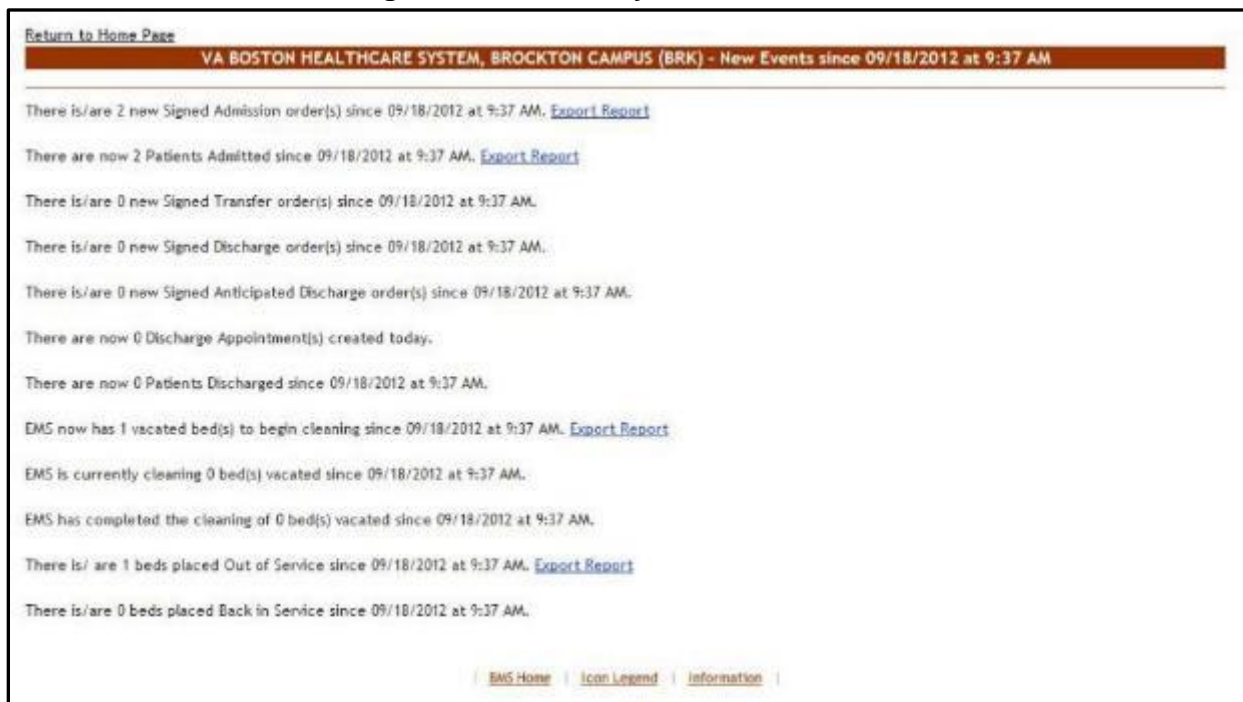 Return to Home Page
VA BOSTON HEALTHCARE SYSTEM, BROCKTON CAMPUS (BRK) - New Events since 09/18/2012 at 9:37 AM
There is/are 2 new Signed Admission order(s) since 09/18/2012 at 9:37 AM. Export Report
There are now 2 Patients Admitted since 09/18/2012 at 9:37 AM. Export Report
There is/are 0 new Signed Transfer order(s) since 09/18/2012 at 9:37 AM.
There is/are 0 new Signed Discharge order(s) since 09/18/2012 at 9:37 AM.
There is/are 0 new Signed Anticipated Discharge order(s) since 09/18/2012 at 9:37 AM.
There are now 0 Discharge Appointment(s) created today.
There are now 0 Patients Discharged since 09/18/2012 at 9:37 AM.
EMS now has 1 vacated bed(s) to begin cleaning since 09/18/2012 at 9:37 AM. Export Report
EMS is currently cleaning 0 bed(s) vacated since 09/18/2012 at 9:37 AM.
EMS has completed the cleaning of 0 bed(s) vacated since 09/18/2012 at 9:37 AM.
There is/ are 1 beds placed Out of Service since 09/18/2012 at 9:37 AM. Export Report
There is/are 0 beds placed Back in Service since 09/18/2012 at 9:37 AM.
| BMS Home | Icon Legend | Information |